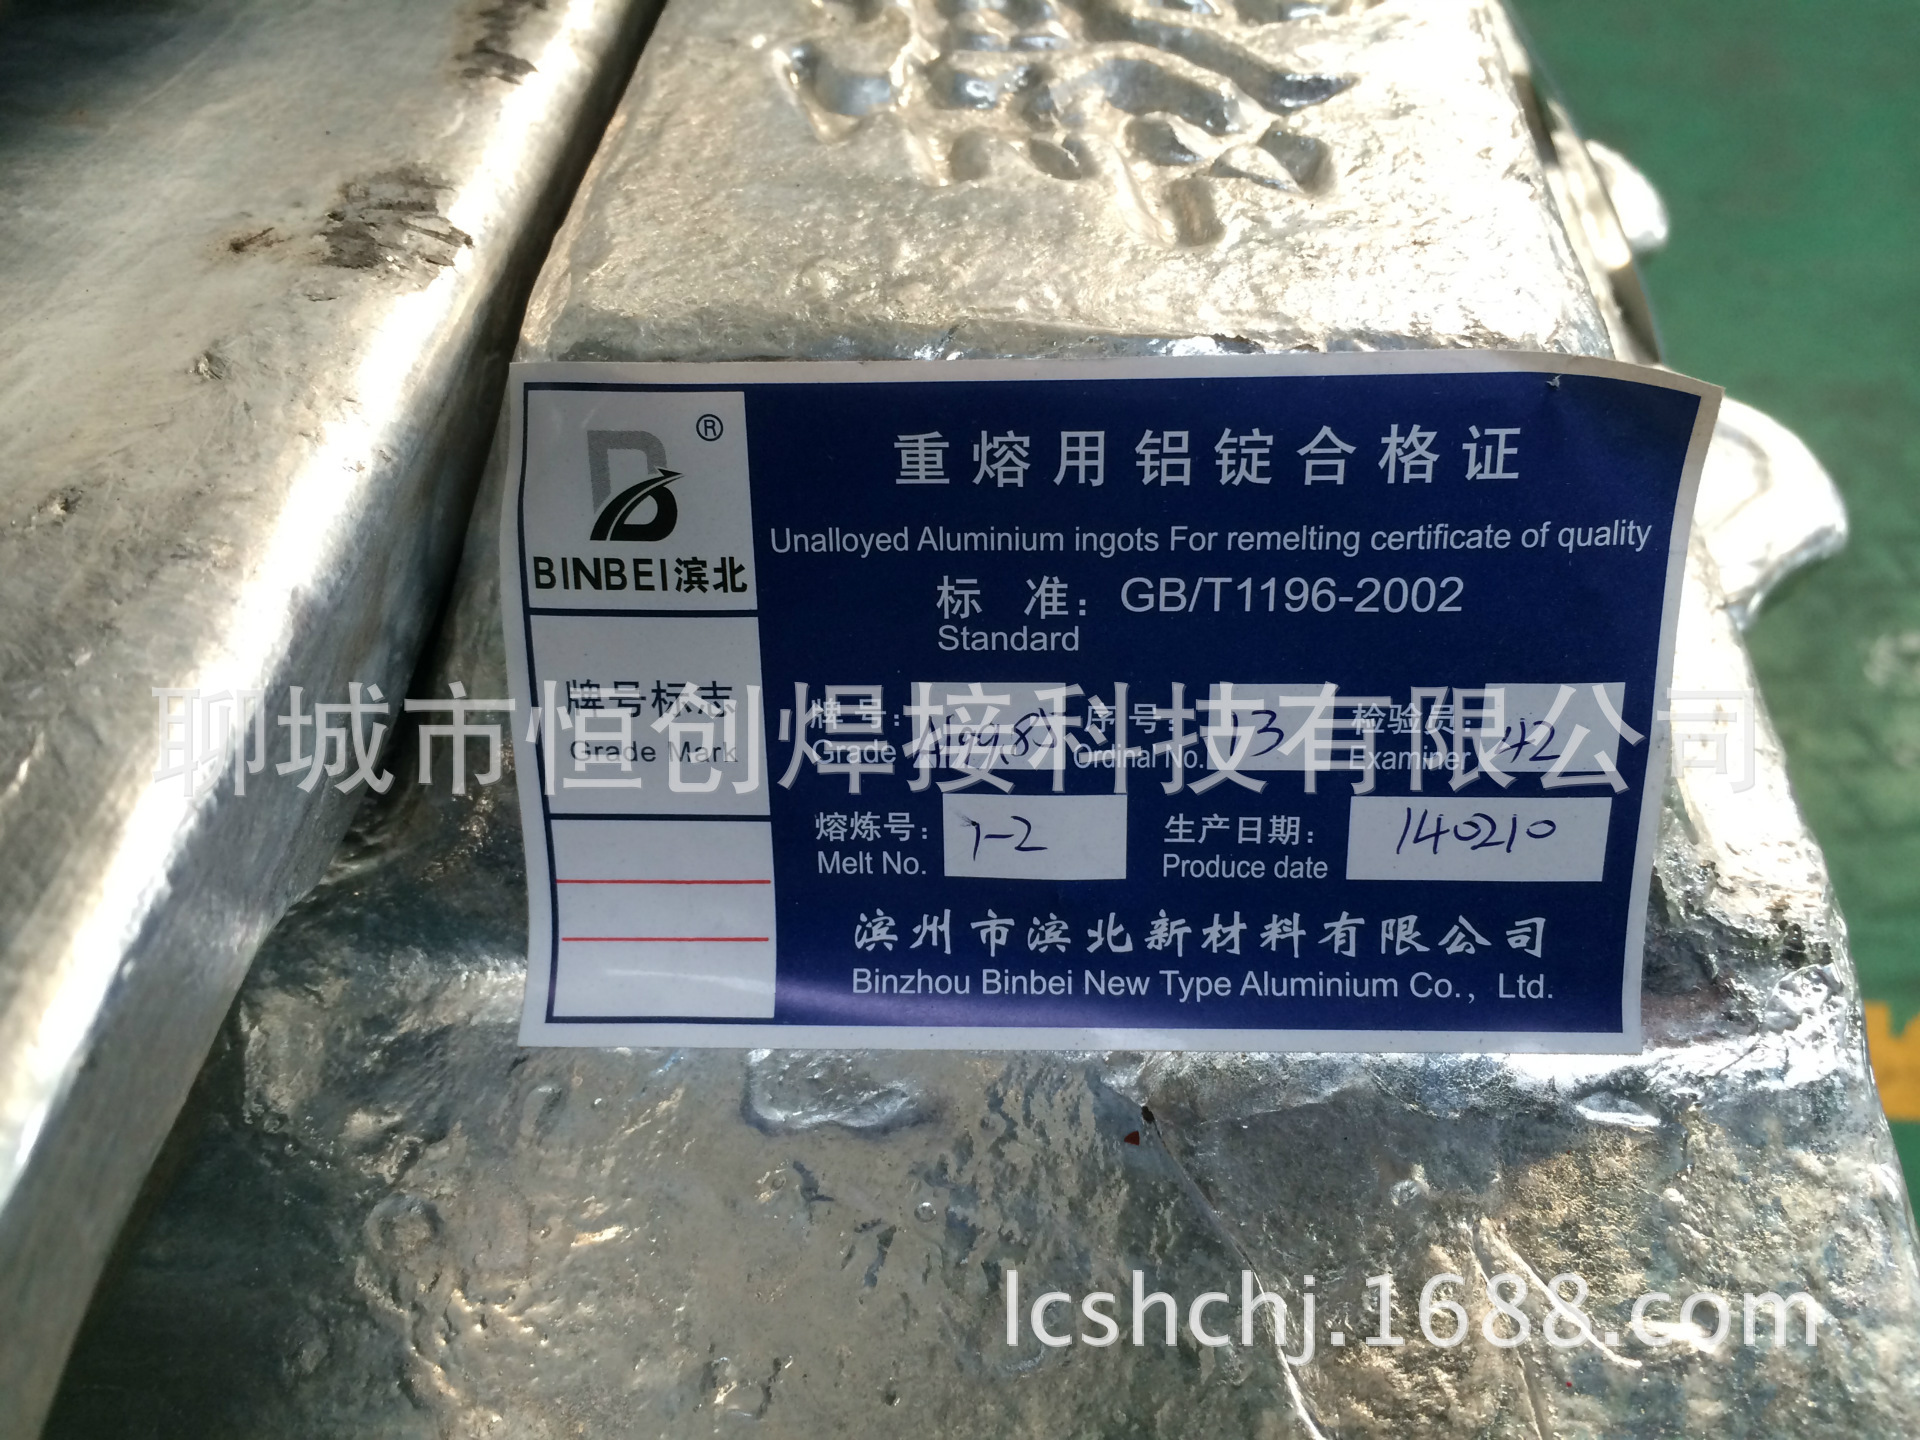 ®
BINBEI滨北
重熔用铝锭合格证
Unalloyed Aluminium ingots For remelting certificate of quality
标 准：GB/T1196-2002
Standard
牌号标志
Grade Mark
牌号： Al99.85 序号： 13 检验员： 42
Grade Ordinal No. Examiner
熔炼号： 1-2 生产日期： 140210
Melt No. Produce date
滨州市滨北新材料有限公司
Binzhou Binbei New Type Aluminium Co., Ltd.
聊城市恒创焊接科技有限公司
lcshchj.1688.com